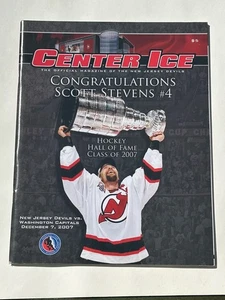 CENTER ICE
THE OFFICIAL MAGAZINE OF THE NEW JERSEY DEVILS
CONGRATULATIONS
SCOTT STEVENS #4
HOCKEY
HALL OF FAME
CLASS OF 2007
NEW JERSEY DEVILS VS.
WASHINGTON CAPITALS
DECEMBER 7, 2007